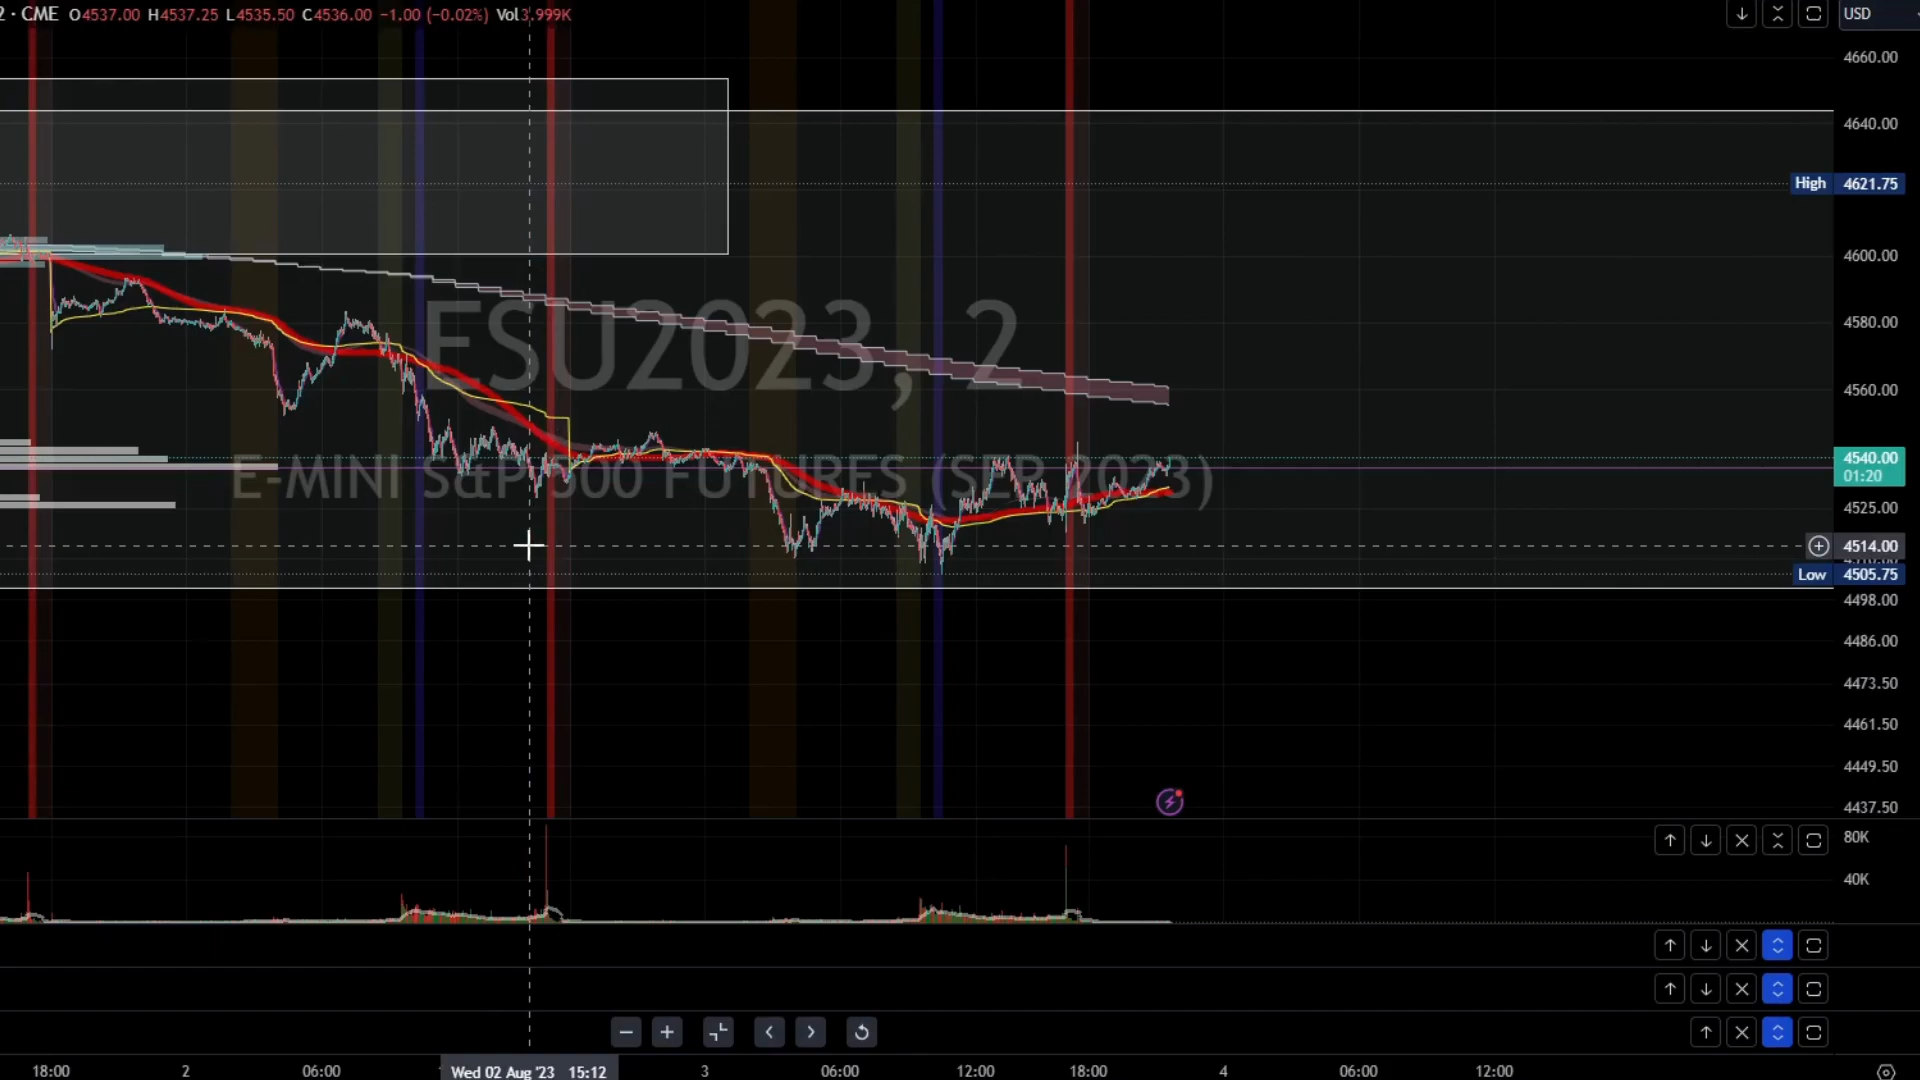 2 · CME O4537.00 H4537.25 L4535.50 C4536.00 −1.00 (−0.02%) Vol3.999K
USD
4660.00
4640.00
High 4621.75
4600.00
4580.00
4560.00
4540.00
01:20
4525.00
4514.00
Low 4505.75
4498.00
4486.00
4473.50
4461.50
4449.50
4437.50
ESU2023, 2
E-MINI S&P 500 FUTURES (SEP 2023)
80K
40K
18:00 2 06:00 Wed 02 Aug '23 15:12 3 06:00 12:00 18:00 4 06:00 12:00